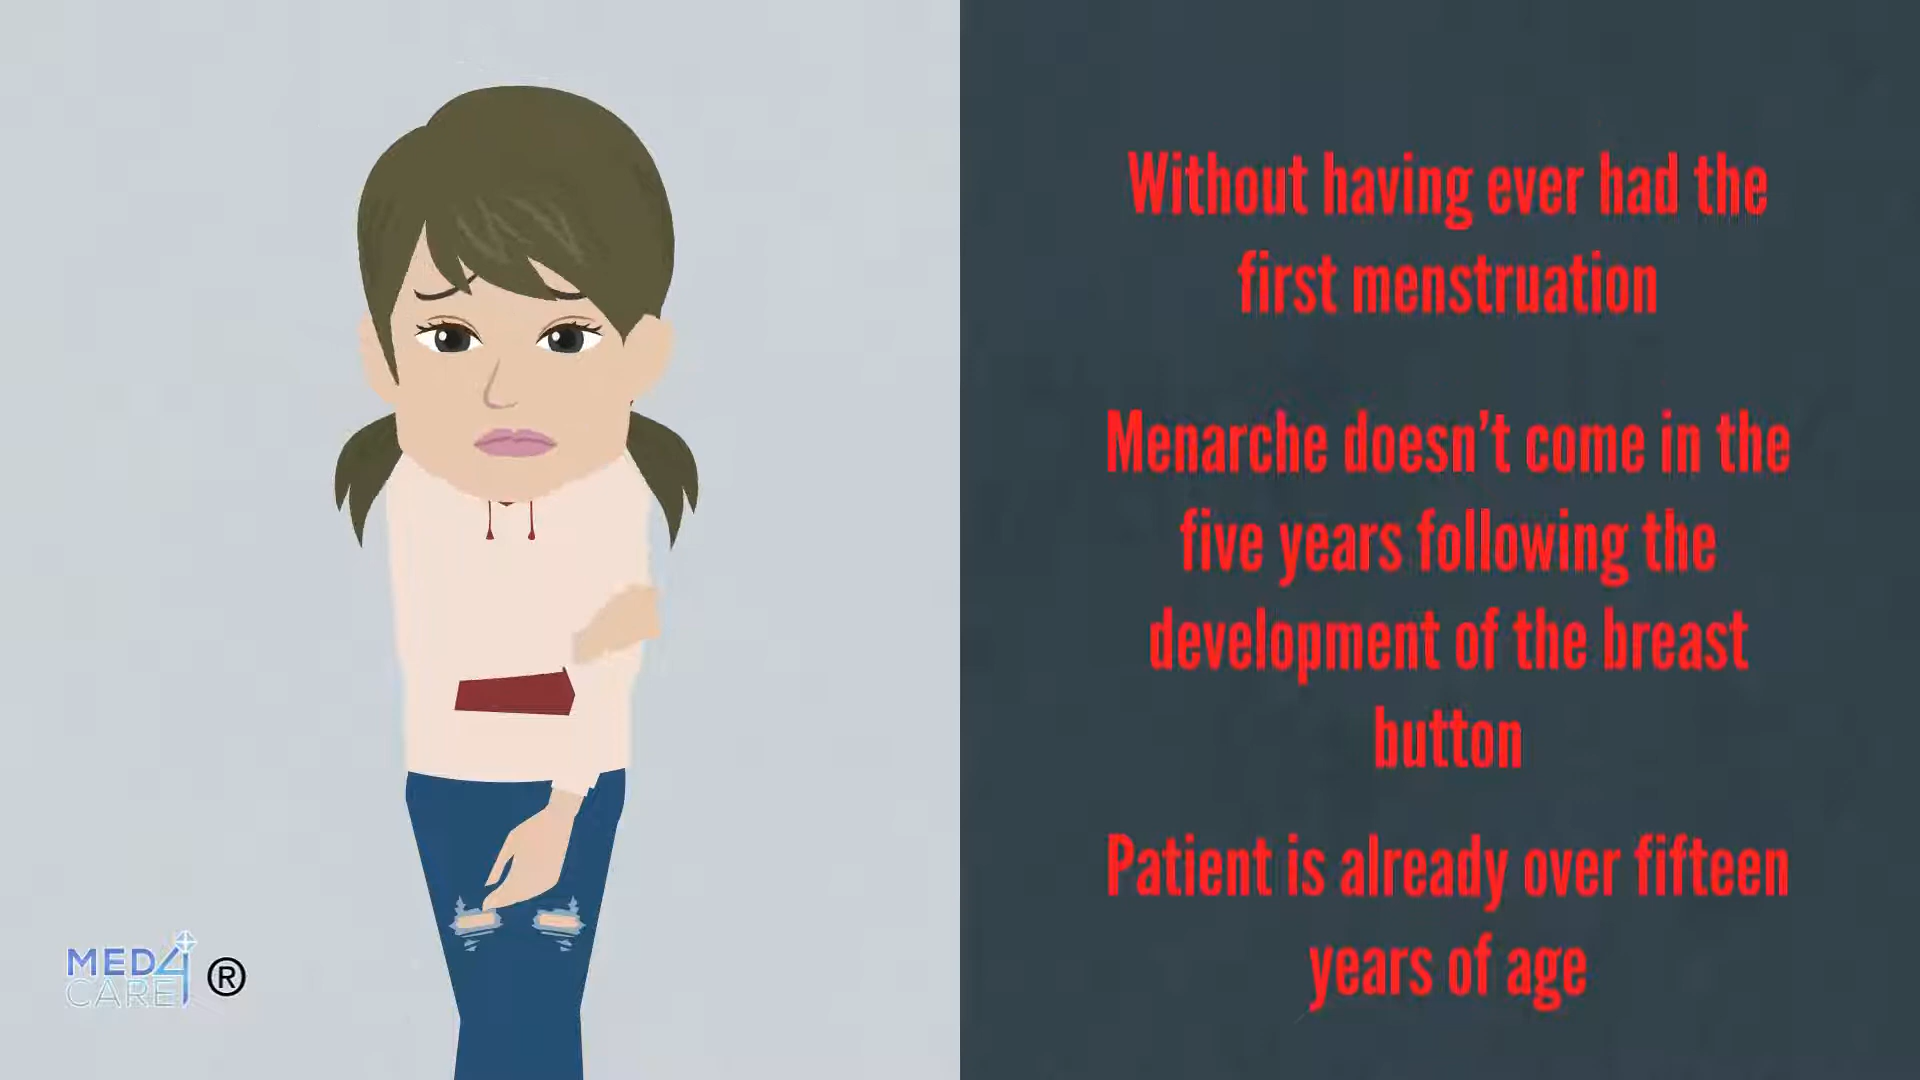 Without having ever had the
first menstruation
Menarche doesn't come in the
five years following the
development of the breast
button
Patient is already over fifteen
years of age
MED4
CARE ®